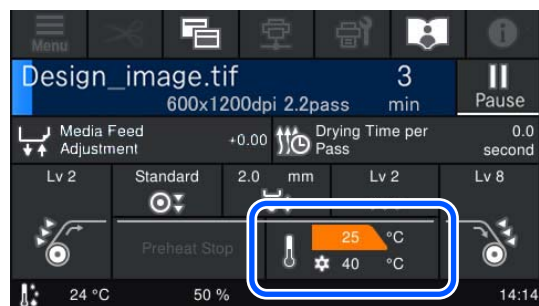 Menu
Design_image.tif
3
600x1200dpi 2.2pass
min
Pause
Media Feed
Adjustment
+0.00
Drying Time per
Pass
0.0
second
Lv 2
Standard
2.0 mm
Lv 2
Lv 8
Preheat Stop
25 °C
40 °C
24 °C
50 %
14:14